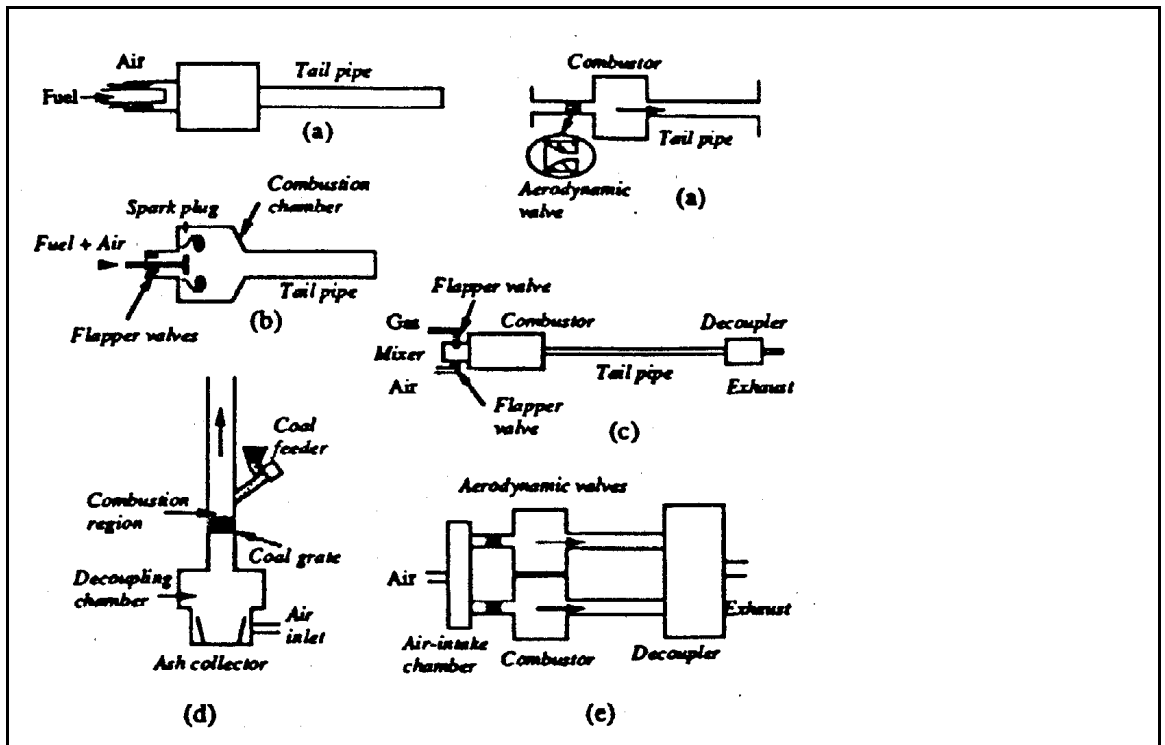 Air
Fuel
Tail pipe
(a)
Combustor
Tail pipe
Aerodynamic
valve
(a)
Combustion
chamber
Spark plug
Fuel + Air
Tail pipe
Flapper valves
(b)
Flapper valve
Gas
Combustor
Decoupler
Mixer
Tail pipe
Air
Exhaust
Flapper
valve
(c)
Coal
feeder
Combustion
region
Coal grate
Decoupling
chamber
Air
inlet
Ash collector
(d)
Aerodynamic valves
Air
Exhaust
Air-intake
chamber
Combustor
Decoupler
(e)